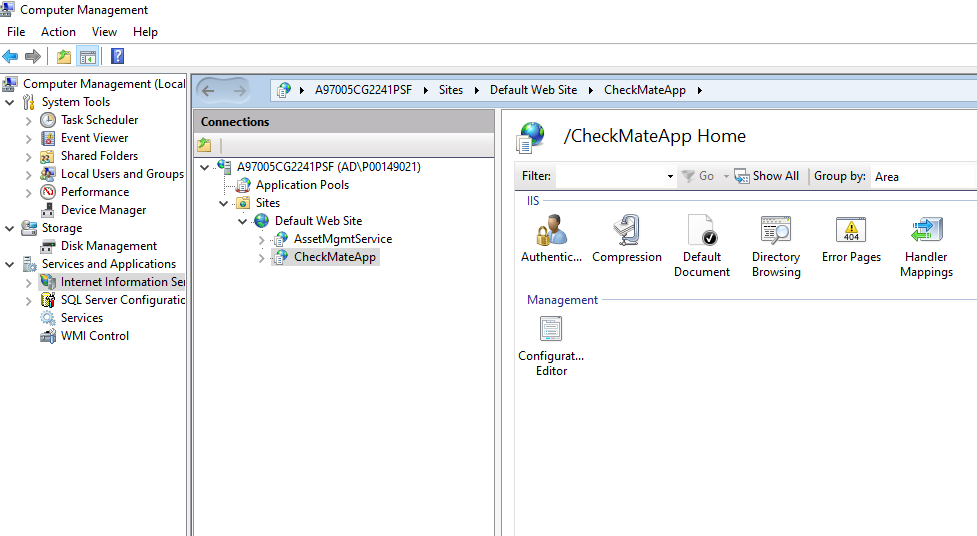 Computer Management
File Action View Help
Computer Management (Local
System Tools
Task Scheduler
Event Viewer
Shared Folders
Local Users and Groups
Performance
Device Manager
Storage
Disk Management
Services and Applications
Internet Information Ser
SQL Server Configuratic
Services
WMI Control
A97005CG2241PSF Sites Default Web Site CheckMateApp
Connections
A97005CG2241PSF (AD\P00149021)
Application Pools
Sites
Default Web Site
AssetMgmtService
CheckMateApp
/CheckMateApp Home
Filter: Go Show All Group by: Area
IIS
Authentic... Compression Default Document Directory Browsing Error Pages Handler Mappings
404
Management
Configurat... Editor